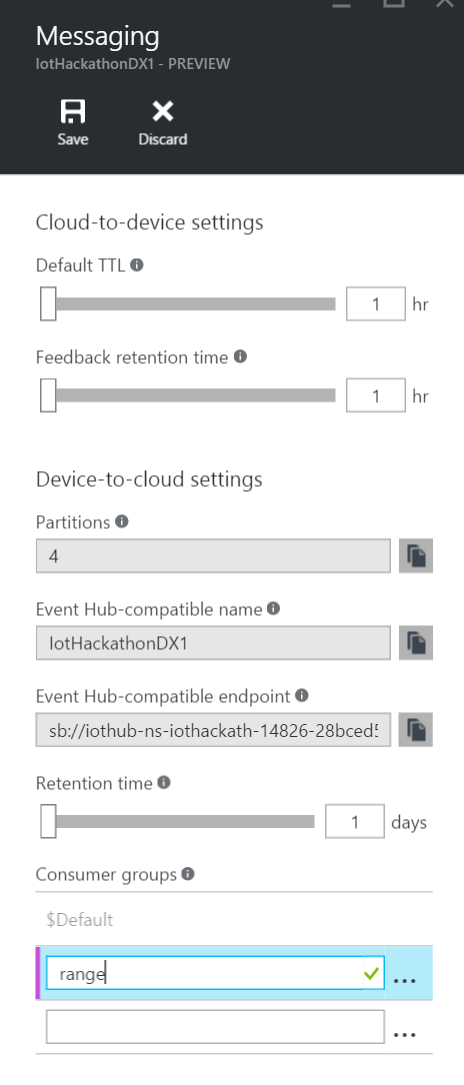 Messaging
IotHackathonDX1 - PREVIEW
Save Discard
Cloud-to-device settings
Default TTL
1 hr
Feedback retention time
1 hr
Device-to-cloud settings
Partitions
4
Event Hub-compatible name
IotHackathonDX1
Event Hub-compatible endpoint
sb://iothub-ns-iothackath-14826-28bced5
Retention time
1 days
Consumer groups
$Default
range
...
...